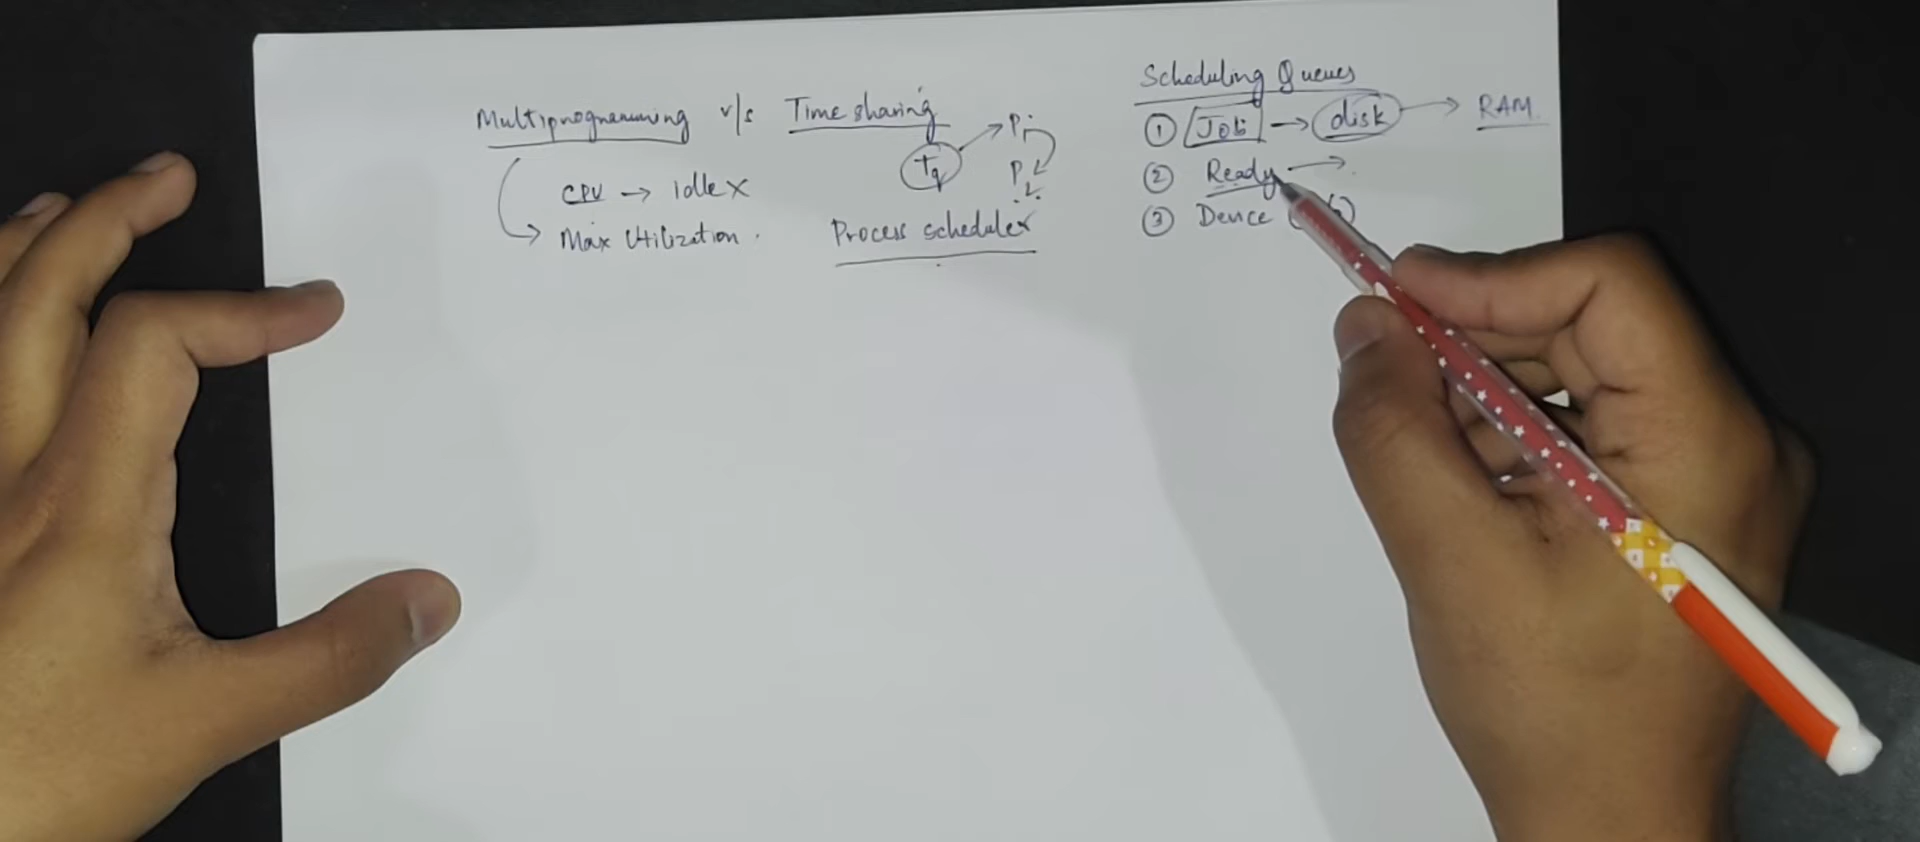 Multiprogramming v/s Time sharing
CPU → idle X
Max Utilization.
Tq → Pi
P
Process scheduler
Scheduling Queues
① Job → disk → RAM
② Ready →
③ Device